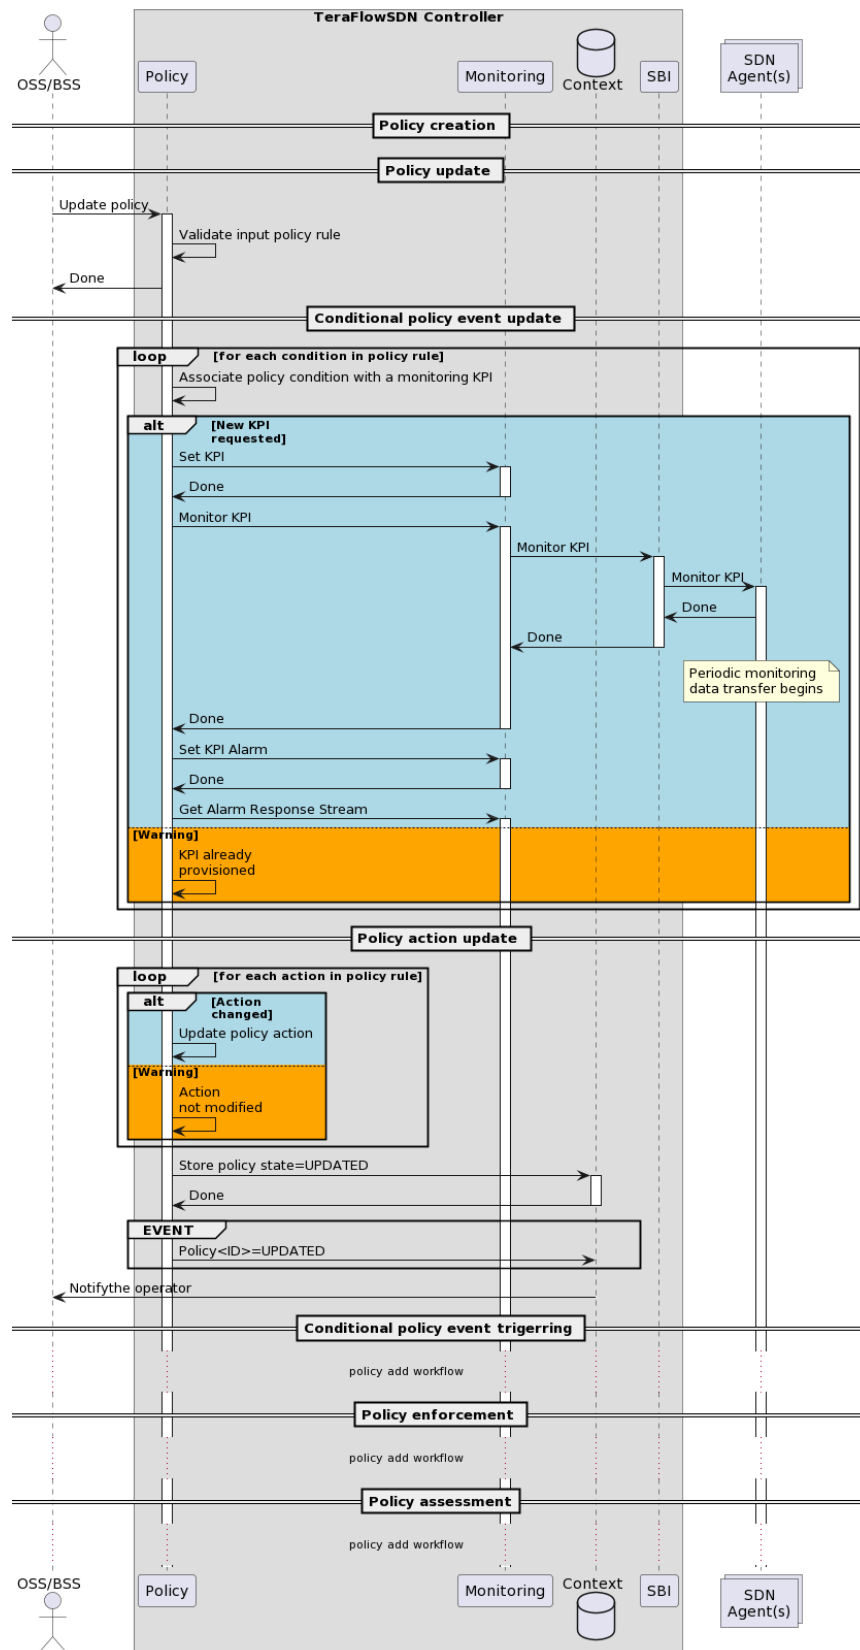 TeraFlowSDN Controller
OSS/BSS
Policy
Monitoring
Context
SBI
SDN
Agent(s)
Policy creation
Policy update
Update policy
Validate input policy rule
Done
Conditional policy event update
loop [for each condition in policy rule]
Associate policy condition with a monitoring KPI
alt [New KPI
requested]
Set KPI
Done
Monitor KPI
Monitor KPI
Monitor KPI
Done
Done
Periodic monitoring
data transfer begins
Done
Set KPI Alarm
Done
Get Alarm Response Stream
[Warning]
KPI already
provisioned
Policy action update
loop [for each action in policy rule]
alt [Action
changed]
Update policy action
[Warning]
Action
not modified
Store policy state=UPDATED
Done
EVENT
Policy<ID>=UPDATED
Notifythe operator
Conditional policy event trigerring
policy add workflow
Policy enforcement
policy add workflow
Policy assessment
policy add workflow
OSS/BSS
Policy
Monitoring
Context
SBI
SDN
Agent(s)